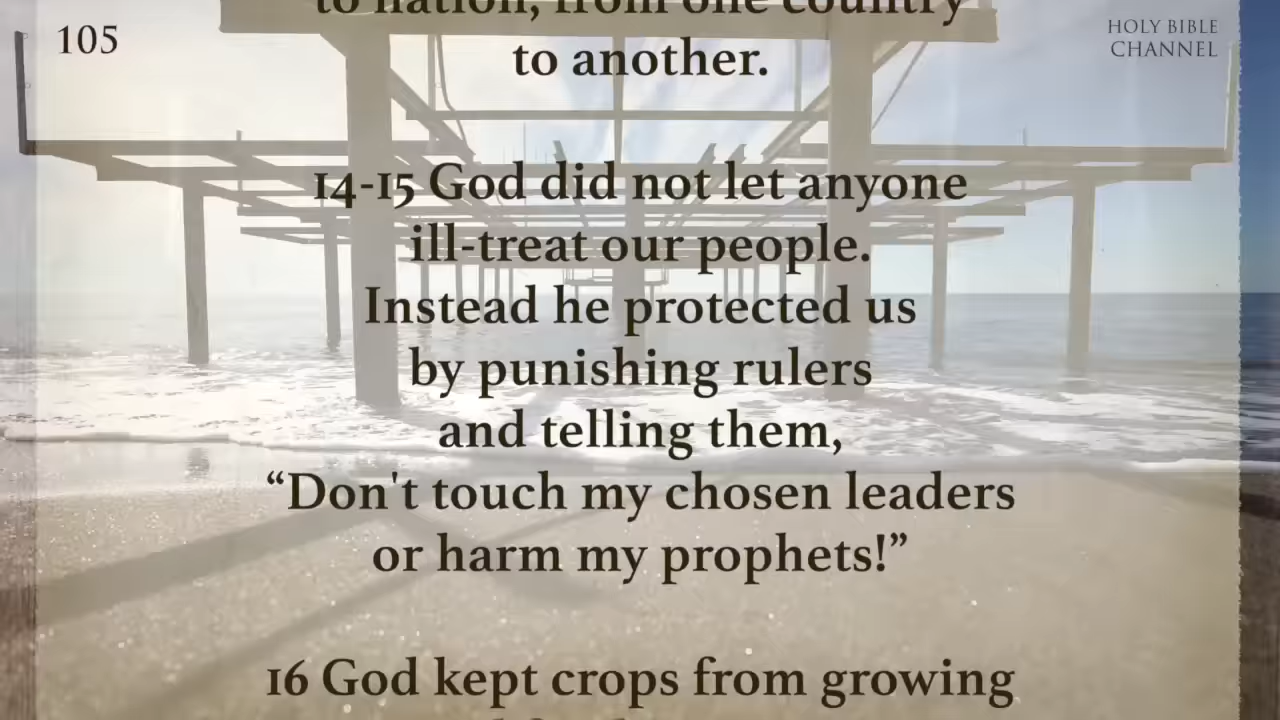 105
HOLY BIBLE
CHANNEL
to nation, from one country
to another.
14-15 God did not let anyone
ill-treat our people.
Instead he protected us
by punishing rulers
and telling them,
“Don't touch my chosen leaders
or harm my prophets!”
16 God kept crops from growing